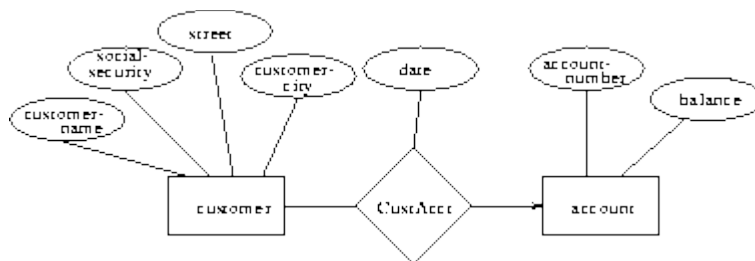 street
social-
security
customer-
city
date
account-
number
balance
customer-
name
customer
CustAcct
account